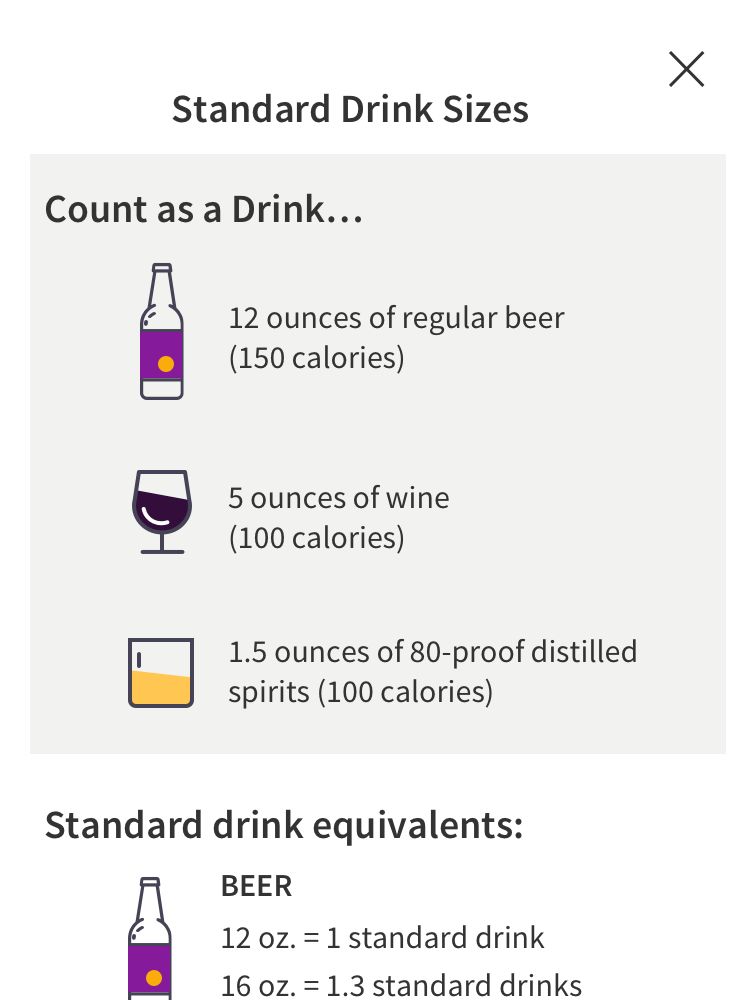 Standard Drink Sizes
Count as a Drink…
12 ounces of regular beer
(150 calories)
5 ounces of wine
(100 calories)
1.5 ounces of 80-proof distilled
spirits (100 calories)
Standard drink equivalents:
BEER
12 oz. = 1 standard drink
16 oz. = 1.3 standard drinks